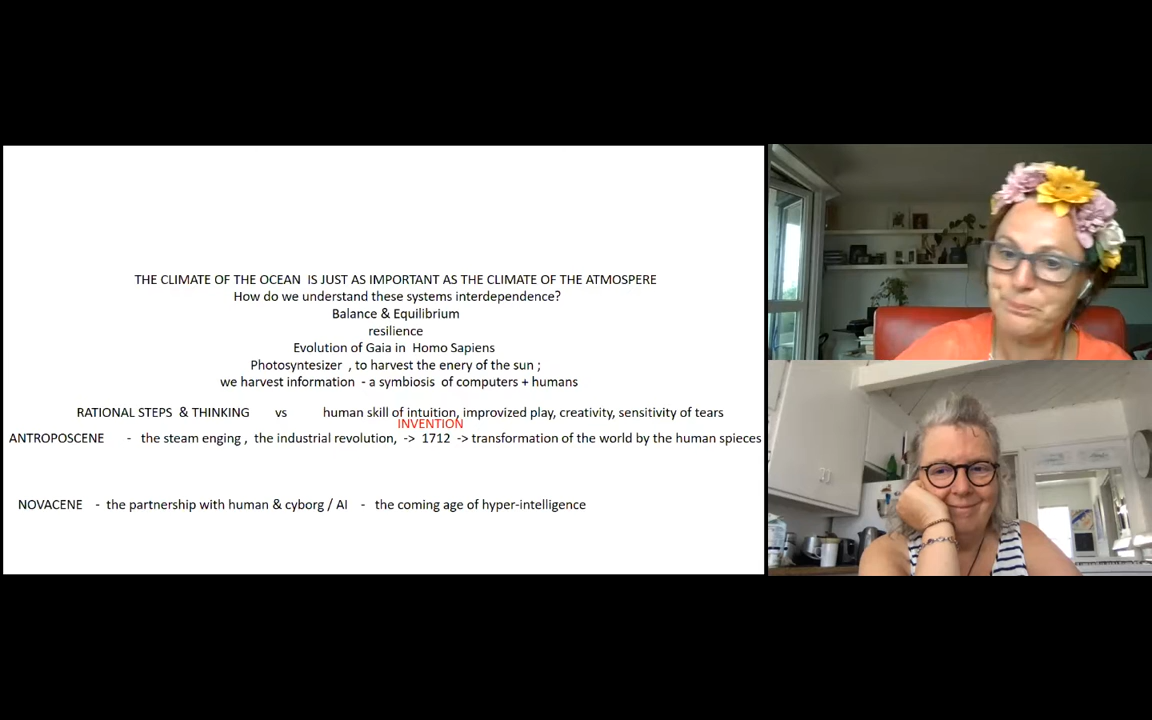 THE CLIMATE OF THE OCEAN IS JUST AS IMPORTANT AS THE CLIMATE OF THE ATMOSPERE
How do we understand these systems interdependence?
Balance & Equilibrium
resilience
Evolution of Gaia in Homo Sapiens
Photosyntesizer , to harvest the enery of the sun ;
we harvest information - a symbiosis of computers + humans
RATIONAL STEPS & THINKING vs human skill of intuition, improvized play, creativity, sensitivity of tears
INVENTION
ANTROPOSCENE - the steam enging , the industrial revolution, -> 1712 -> transformation of the world by the human spieces
NOVACENE - the partnership with human & cyborg / AI - the coming age of hyper-intelligence